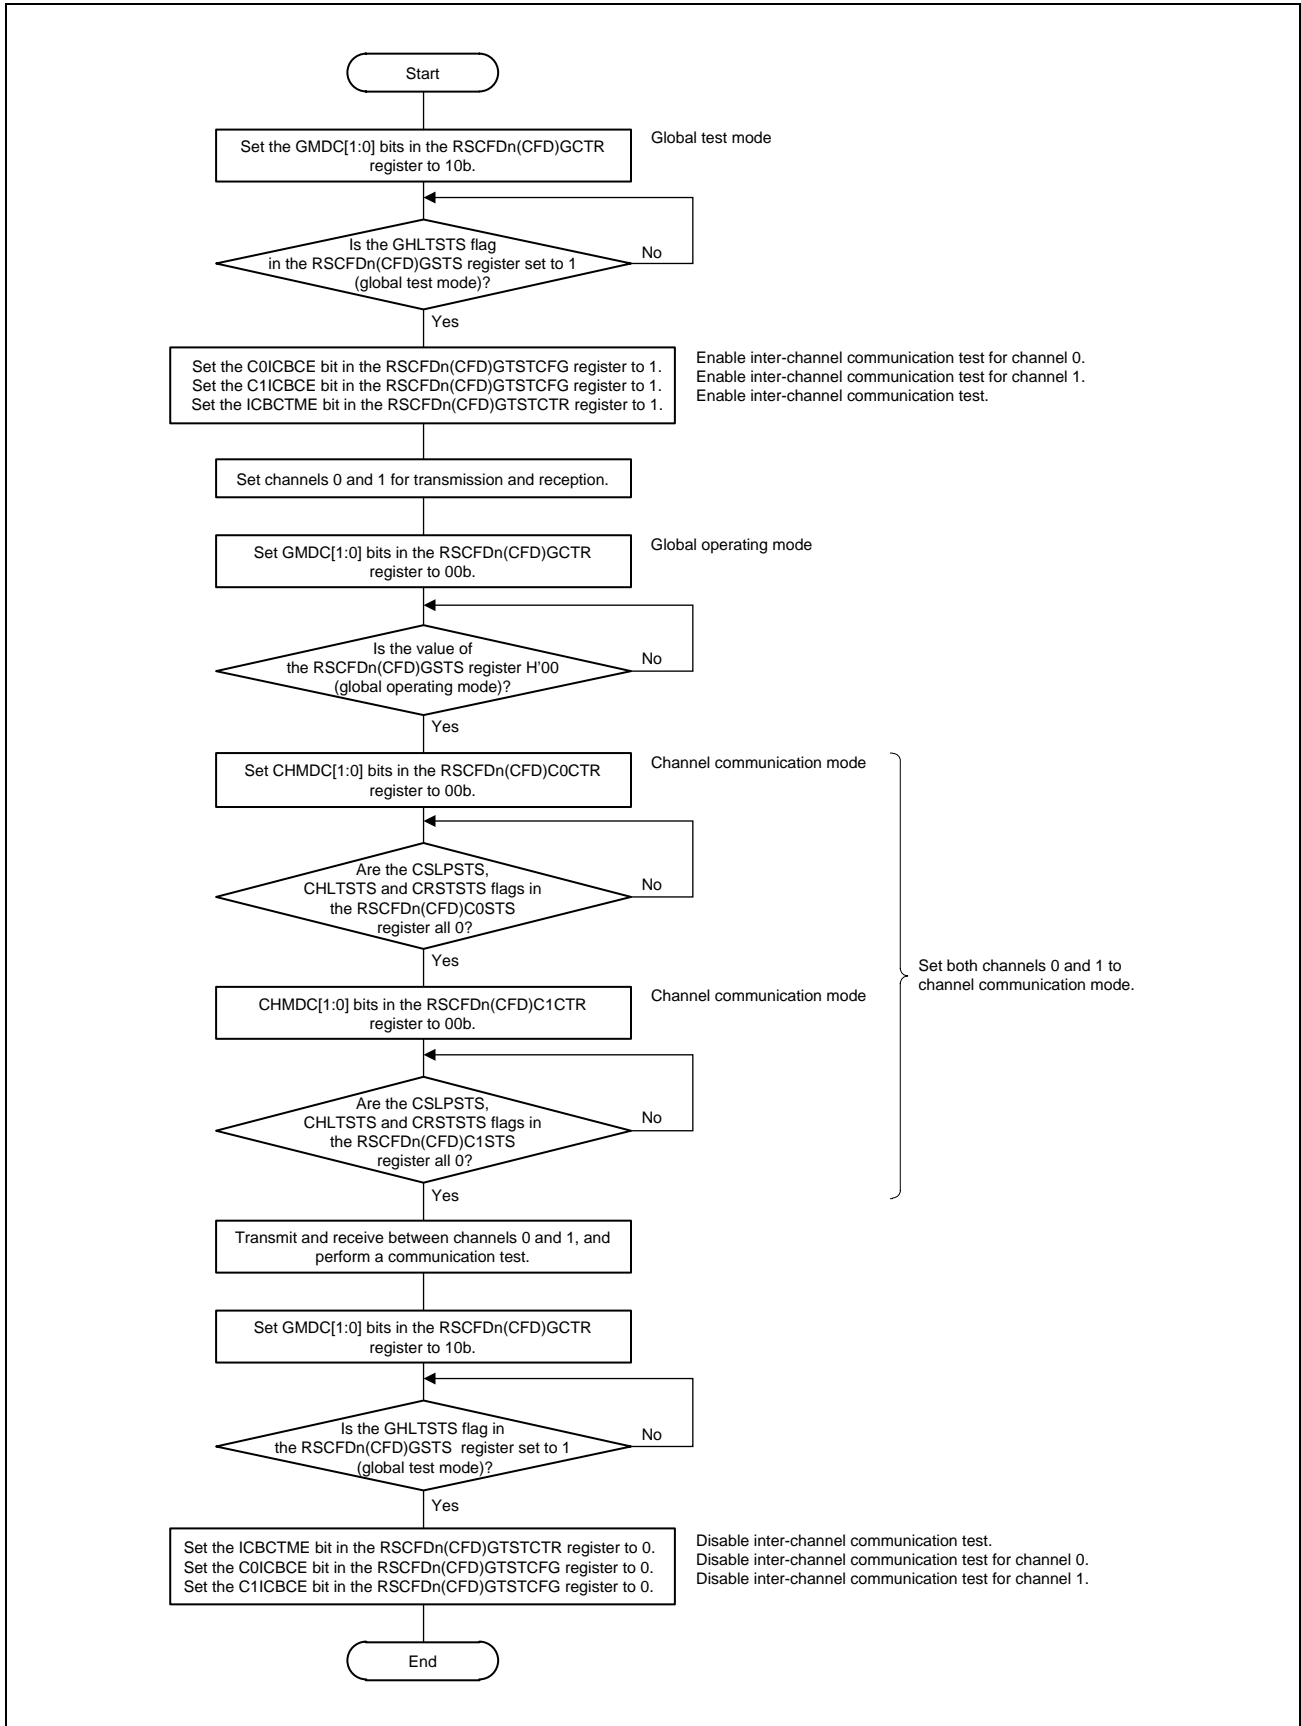 Start
Set the GMDC[1:0] bits in the RSCFDn(CFD)GCTR
register to 10b.
Global test mode
Is the GHLTSTS flag
in the RSCFDn(CFD)GSTS register set to 1
(global test mode)?
No
Yes
Set the C0ICBCE bit in the RSCFDn(CFD)GTSTCFG register to 1.
Set the C1ICBCE bit in the RSCFDn(CFD)GTSTCFG register to 1.
Set the ICBCTME bit in the RSCFDn(CFD)GTSTCTR register to 1.
Enable inter-channel communication test for channel 0.
Enable inter-channel communication test for channel 1.
Enable inter-channel communication test.
Set channels 0 and 1 for transmission and reception.
Set GMDC[1:0] bits in the RSCFDn(CFD)GCTR
register to 00b.
Global operating mode
Is the value of
the RSCFDn(CFD)GSTS register H'00
(global operating mode)?
No
Yes
Set CHMDC[1:0] bits in the RSCFDn(CFD)C0CTR
register to 00b.
Channel communication mode
Are the CSLPSTS,
CHLTSTS and CRSTSTS flags in
the RSCFDn(CFD)C0STS
register all 0?
No
Yes
CHMDC[1:0] bits in the RSCFDn(CFD)C1CTR
register to 00b.
Channel communication mode
Set both channels 0 and 1 to
channel communication mode.
Are the CSLPSTS,
CHLTSTS and CRSTSTS flags in
the RSCFDn(CFD)C1STS
register all 0?
No
Yes
Transmit and receive between channels 0 and 1, and
perform a communication test.
Set GMDC[1:0] bits in the RSCFDn(CFD)GCTR
register to 10b.
Is the GHLTSTS flag in
the RSCFDn(CFD)GSTS  register set to 1
(global test mode)?
No
Yes
Set the ICBCTME bit in the RSCFDn(CFD)GTSTCTR register to 0.
Set the C0ICBCE bit in the RSCFDn(CFD)GTSTCFG register to 0.
Set the C1ICBCE bit in the RSCFDn(CFD)GTSTCFG register to 0.
Disable inter-channel communication test.
Disable inter-channel communication test for channel 0.
Disable inter-channel communication test for channel 1.
End